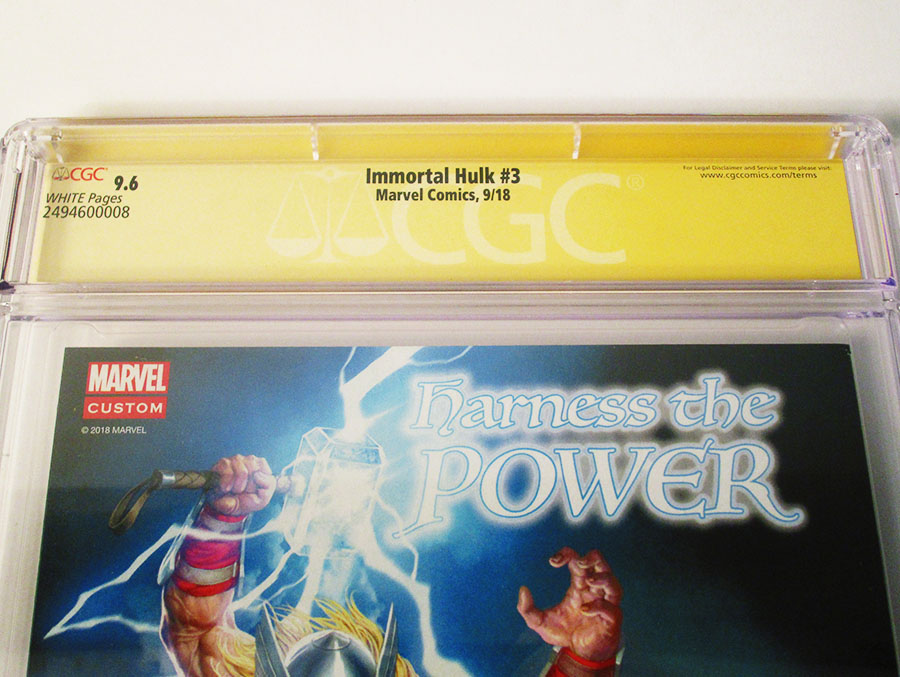 CGC 9.6
WHITE Pages
2494600008
Immortal Hulk #3
Marvel Comics, 9/18
For Legal Disclaimer and Service Terms please visit:
www.cgccomics.com/terms
CGC®
MARVEL
CUSTOM
© 2018 MARVEL
Harness the
POWER